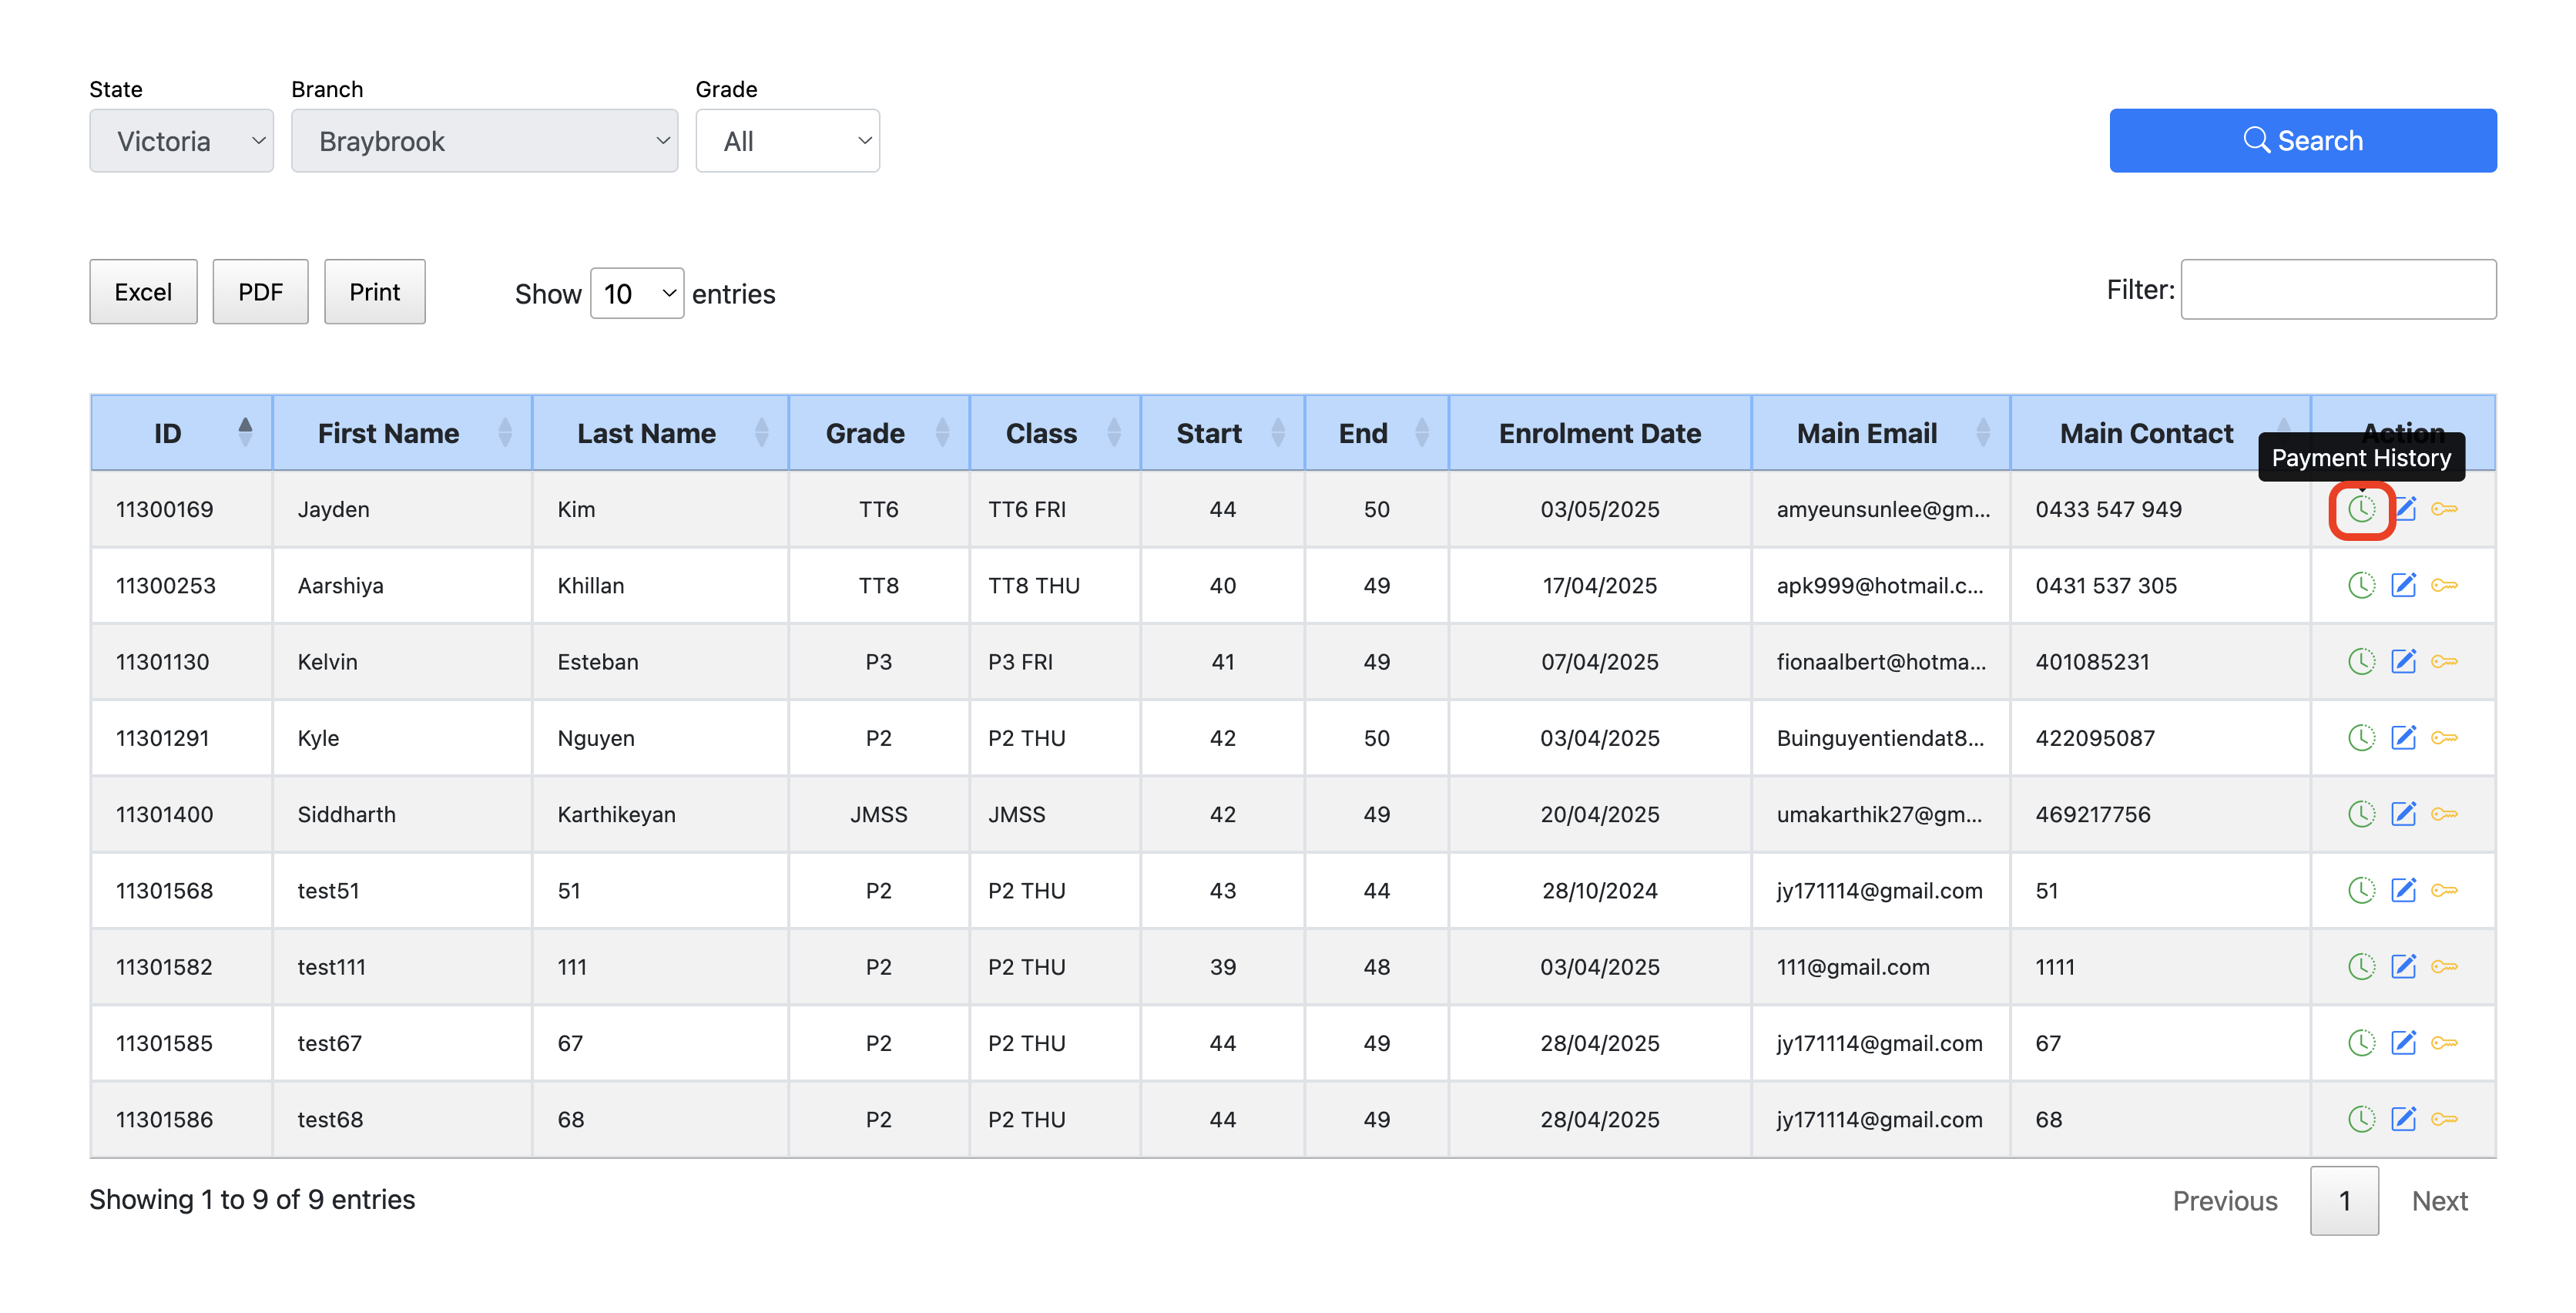 State Branch Grade
Victoria Braybrook All Search
Excel PDF Print Show 10 entries Filter:
ID First Name Last Name Grade Class Start End Enrolment Date Main Email Main Contact Action
Payment History
11300169 Jayden Kim TT6 TT6 FRI 44 50 03/05/2025 amyeunsunlee@gm... 0433 547 949
11300253 Aarshiya Khillan TT8 TT8 THU 40 49 17/04/2025 apk999@hotmail.c... 0431 537 305
11301130 Kelvin Esteban P3 P3 FRI 41 49 07/04/2025 fionaalbert@hotma... 401085231
11301291 Kyle Nguyen P2 P2 THU 42 50 03/04/2025 Buinguyentiendat8... 422095087
11301400 Siddharth Karthikeyan JMSS JMSS 42 49 20/04/2025 umakarthik27@gm... 469217756
11301568 test51 51 P2 P2 THU 43 44 28/10/2024 jy171114@gmail.com 51
11301582 test111 111 P2 P2 THU 39 48 03/04/2025 111@gmail.com 1111
11301585 test67 67 P2 P2 THU 44 49 28/04/2025 jy171114@gmail.com 67
11301586 test68 68 P2 P2 THU 44 49 28/04/2025 jy171114@gmail.com 68
Showing 1 to 9 of 9 entries Previous 1 Next